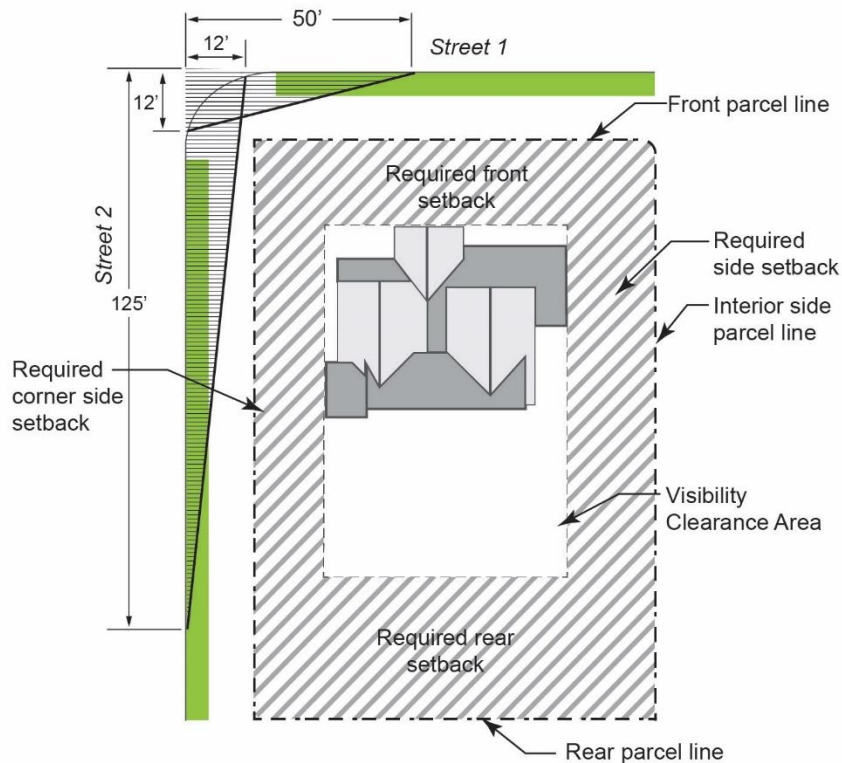 50’
12’
Street 1
12’
Front parcel line
Required front
setback
Street 2
Required
side setback
Interior side
parcel line
125’
Required
corner side
setback
Visibility
Clearance Area
Required rear
setback
Rear parcel line